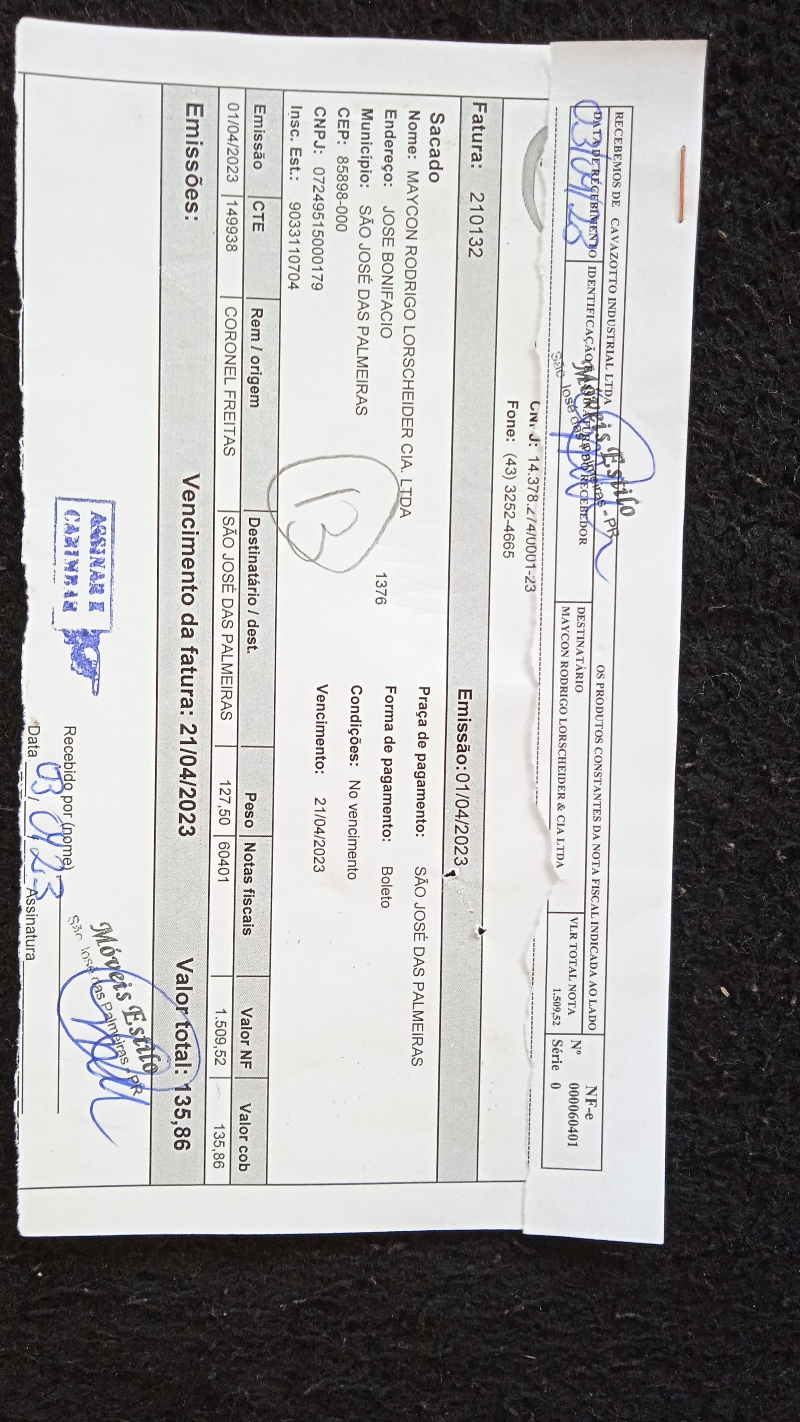 RECEBEMOS DE CAVAZOTTO INDUSTRIAL LTDA OS PRODUTOS CONSTANTES DA NOTA FISCAL INDICADA AO LADO
DATA DE RECEBIMENTO IDENTIFICAÇÃO E ASSINATURA DO RECEBEDOR
03/04/23
Móveis Estilo
São José das Palmeiras - PR
DESTINATÁRIO
MAYCON RODRIGO LORSCHEIDER & CIA LTDA
VLR TOTAL NOTA
1.509,52
NF-e
Nº 000060401
Série 0
CNPJ: 14.378.274/0001-23
Fone: (43) 3252-4665
Fatura: 210132 Emissão:01/04/2023
Sacado
Nome: MAYCON RODRIGO LORSCHEIDER CIA. LTDA
Endereço: JOSE BONIFACIO 1376
Municipio: SÃO JOSÉ DAS PALMEIRAS
CEP: 85898-000
CNPJ: 07249515000179
Insc. Est.: 9033110704
13
Praça de pagamento: SÃO JOSÉ DAS PALMEIRAS
Forma de pagamento: Boleto
Condições: No vencimento
Vencimento: 21/04/2023
Emissão CTE Rem / origem Destinatário / dest. Peso Notas fiscais Valor NF Valor cob
01/04/2023 149938 CORONEL FREITAS SÃO JOSÉ DAS PALMEIRAS 127,50 60401 1.509,52 135,86
Emissões: Vencimento da fatura: 21/04/2023 Valor total: 135,86
ASSINAR E
CARIMBAR
Móveis Estilo
São José das Palmeiras - PR
Recebido por (nome)
Data 03/04/23 Assinatura